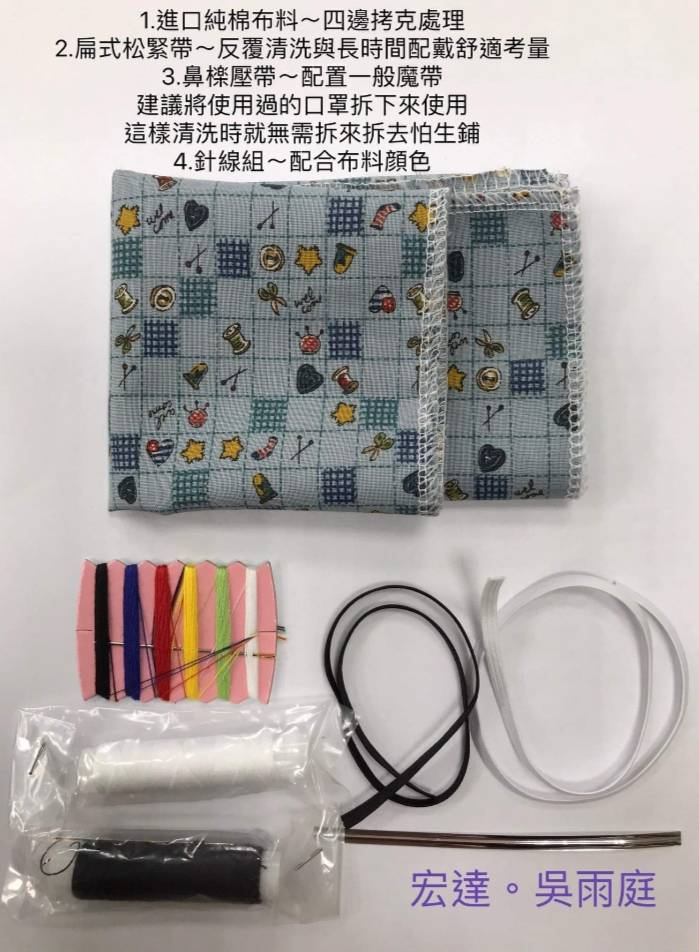 1.進口純棉布料～四邊拷克處理
2.扁式松緊帶～反覆清洗與長時間配戴舒適考量
3.鼻樑壓帶～配置一般魔帶
建議將使用過的口罩拆下來使用
這樣清洗時就無需拆來拆去怕生鋪
4.針線組～配合布料顏色
宏達。吳雨庭